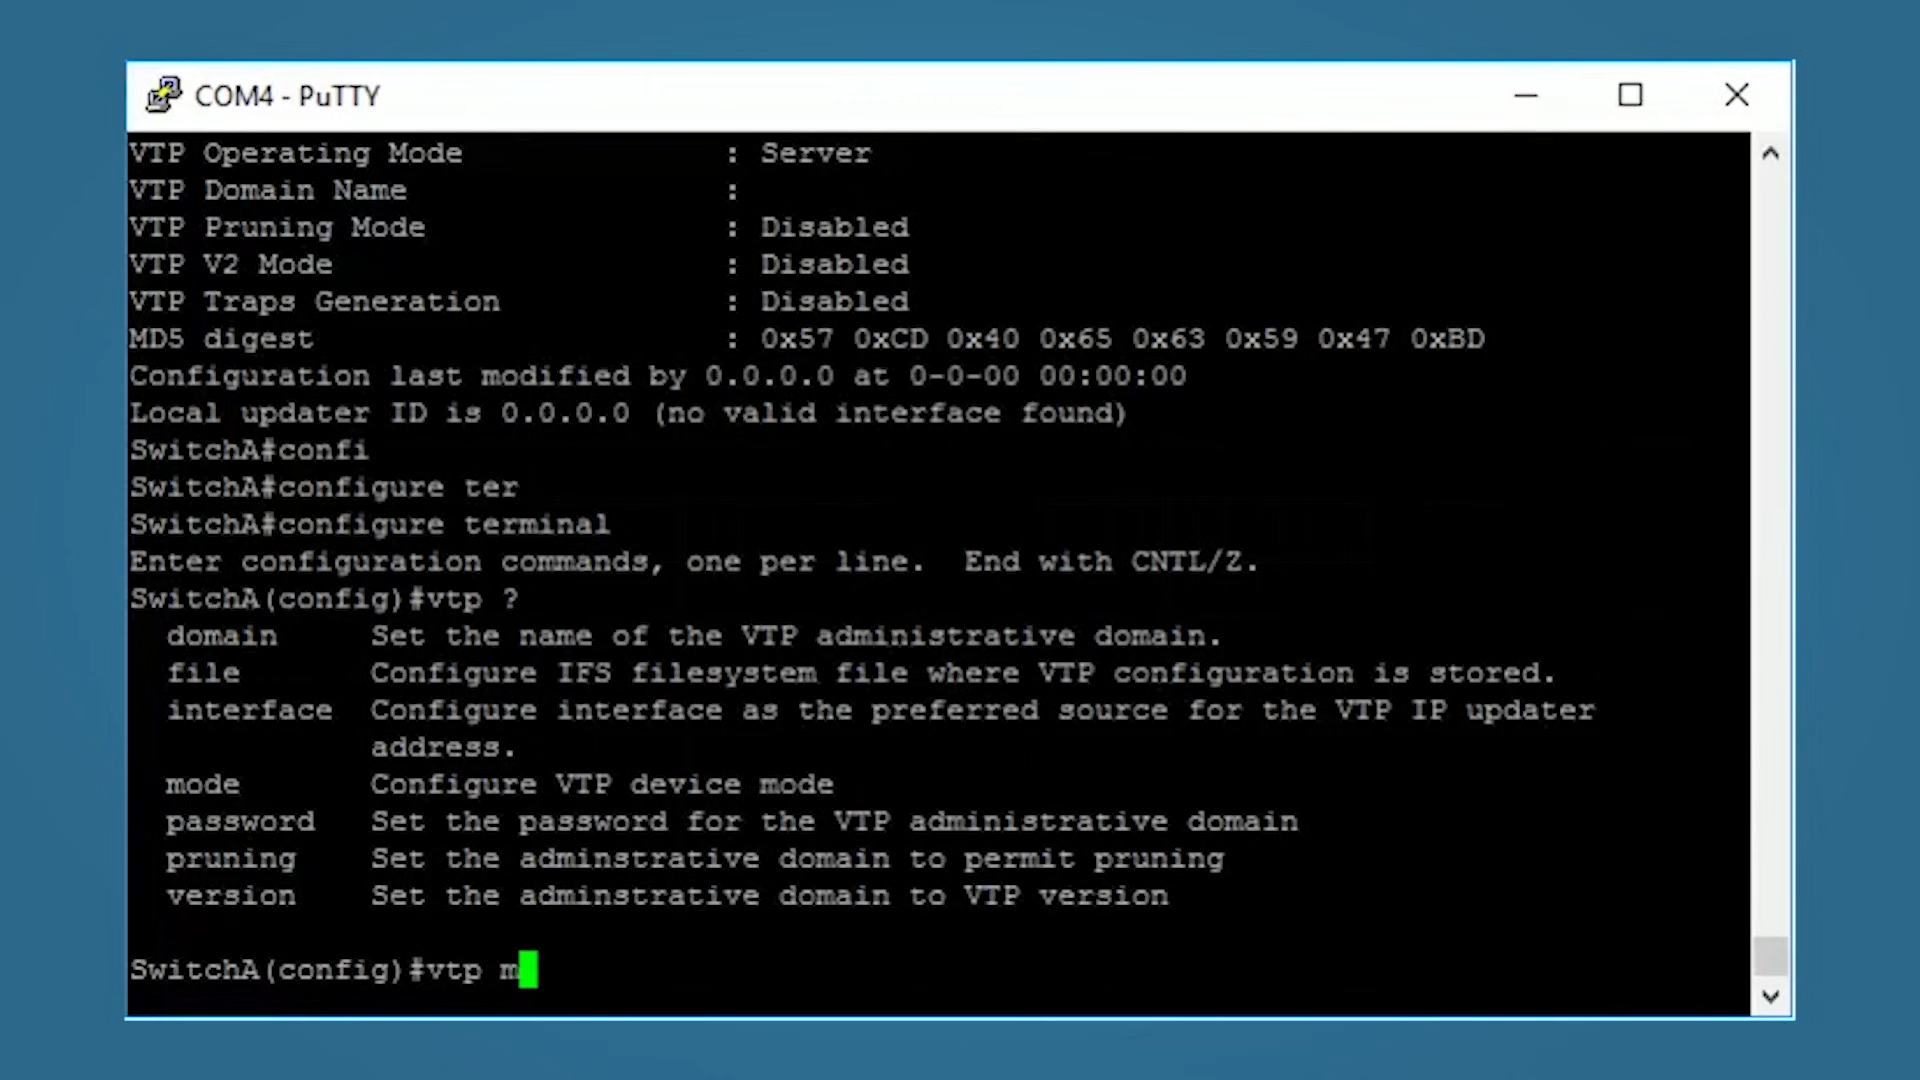 COM4 - PuTTY
VTP Operating Mode : Server
VTP Domain Name :
VTP Pruning Mode : Disabled
VTP V2 Mode : Disabled
VTP Traps Generation : Disabled
MD5 digest : 0x57 0xCD 0x40 0x65 0x63 0x59 0x47 0xBD
Configuration last modified by 0.0.0.0 at 0-0-00 00:00:00
Local updater ID is 0.0.0.0 (no valid interface found)
SwitchA#confi
SwitchA#configure ter
SwitchA#configure terminal
Enter configuration commands, one per line.  End with CNTL/Z.
SwitchA(config)#vtp ?
domain Set the name of the VTP administrative domain.
file Configure IFS filesystem file where VTP configuration is stored.
interface Configure interface as the preferred source for the VTP IP updater
address.
mode Configure VTP device mode
password Set the password for the VTP administrative domain
pruning Set the adminstrative domain to permit pruning
version Set the adminstrative domain to VTP version
SwitchA(config)#vtp m